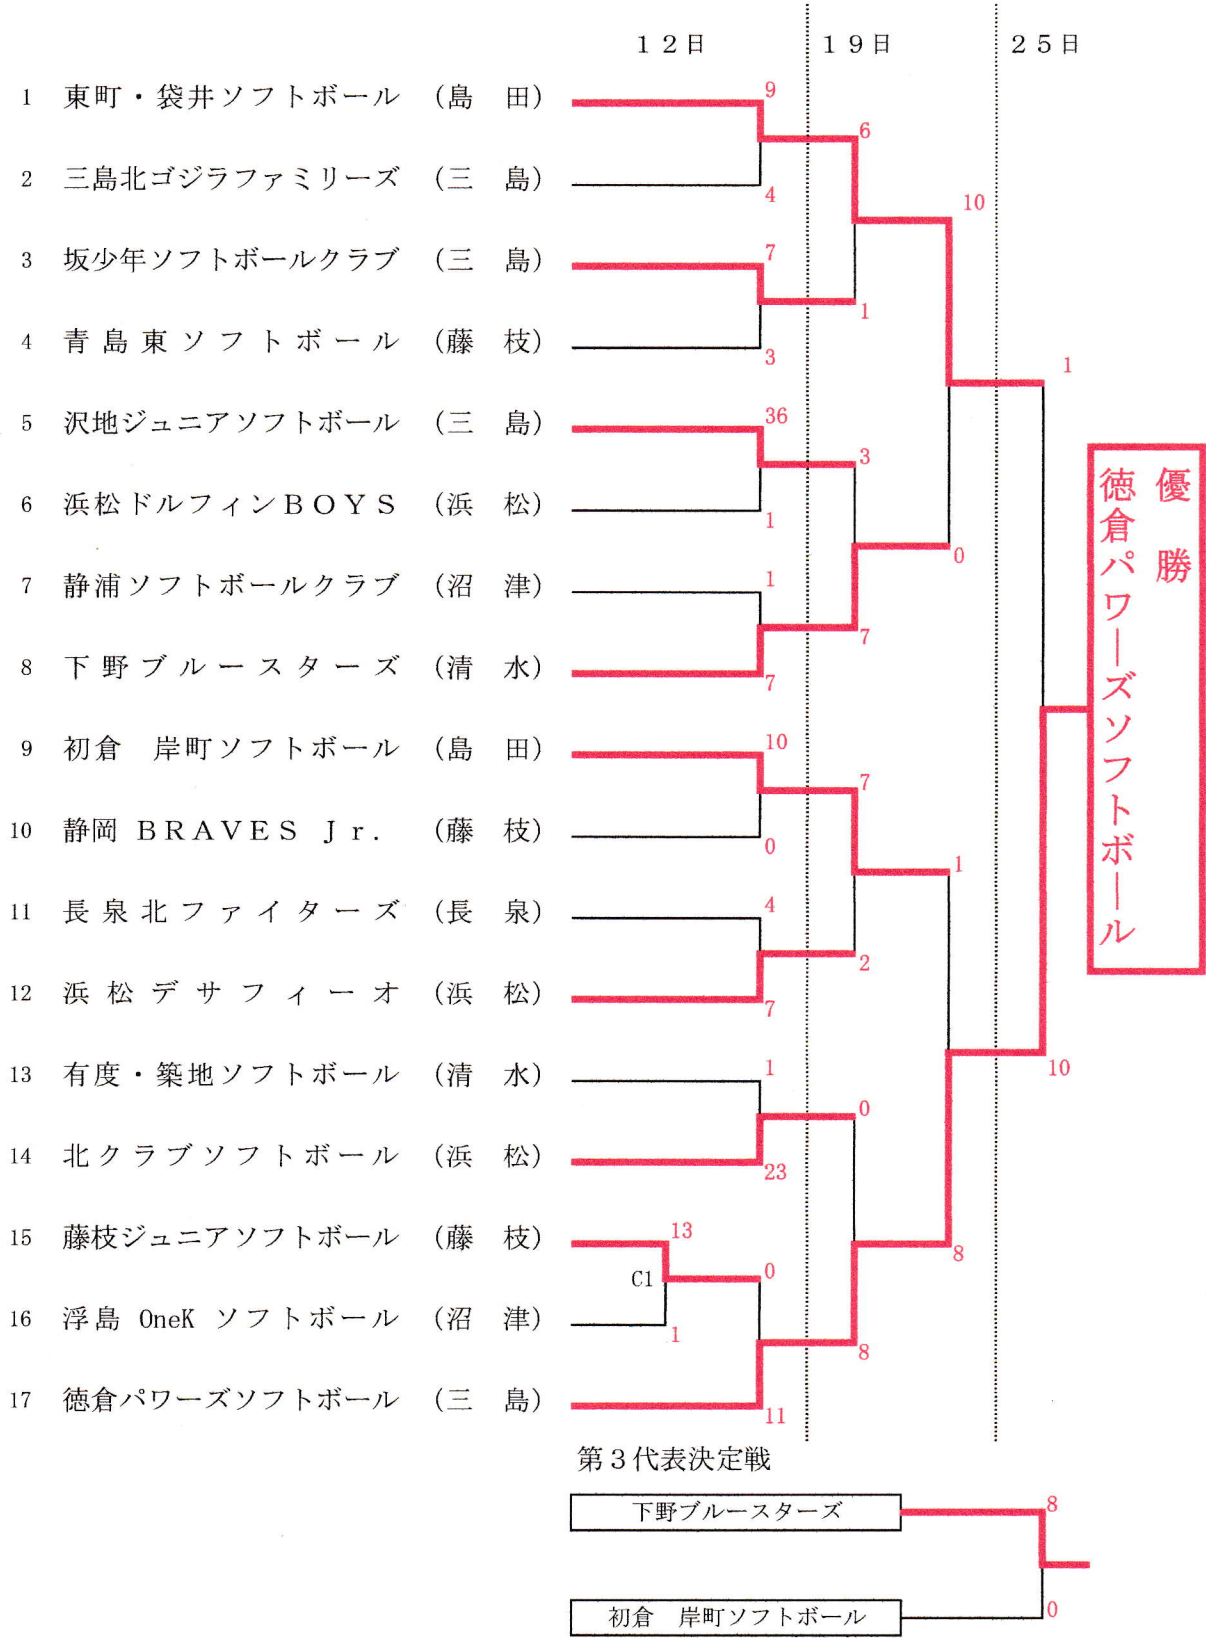 １２日 １９日 ２５日
1 東町・袋井ソフトボール （島　田） 9
6
2 三島北ゴジラファミリーズ （三　島） 4
10
3 坂少年ソフトボールクラブ （三　島） 7
1
4 青島東ソフトボール （藤　枝） 3
1
5 沢地ジュニアソフトボール （三　島） 36
3
6 浜松ドルフィンＢＯＹＳ （浜　松） 1
0
7 静浦ソフトボールクラブ （沼　津） 1
7
8 下野ブルースターズ （清　水） 7
優　勝
徳倉パワーズソフトボール
9 初倉　岸町ソフトボール （島　田） 10
7
10 静岡 ＢＲＡＶＥＳ Ｊｒ． （藤　枝） 0
1
11 長泉北ファイターズ （長　泉） 4
2
12 浜松デサフィーオ （浜　松） 7
10
13 有度・築地ソフトボール （清　水） 1
0
14 北クラブソフトボール （浜　松） 23
15 藤枝ジュニアソフトボール （藤　枝） 13
8
C1 0
16 浮島 OneK ソフトボール （沼　津） 1
8
17 徳倉パワーズソフトボール （三　島） 11
第３代表決定戦
下野ブルースターズ 8
初倉　岸町ソフトボール 0